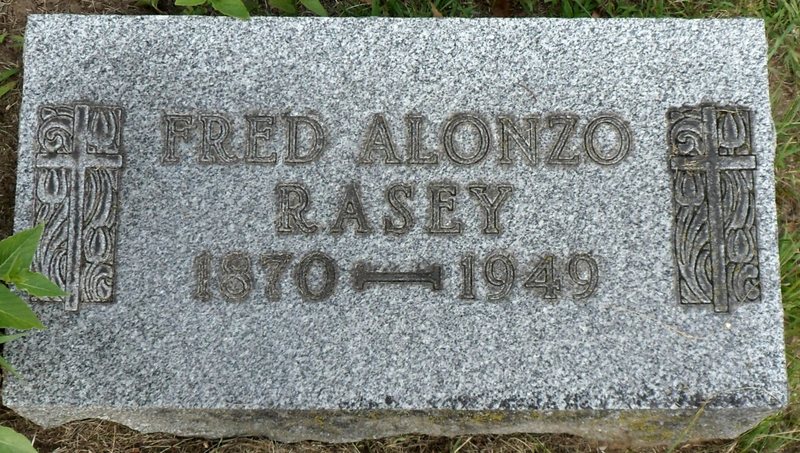 FRED ALONZO
RASEY
1870 — 1949